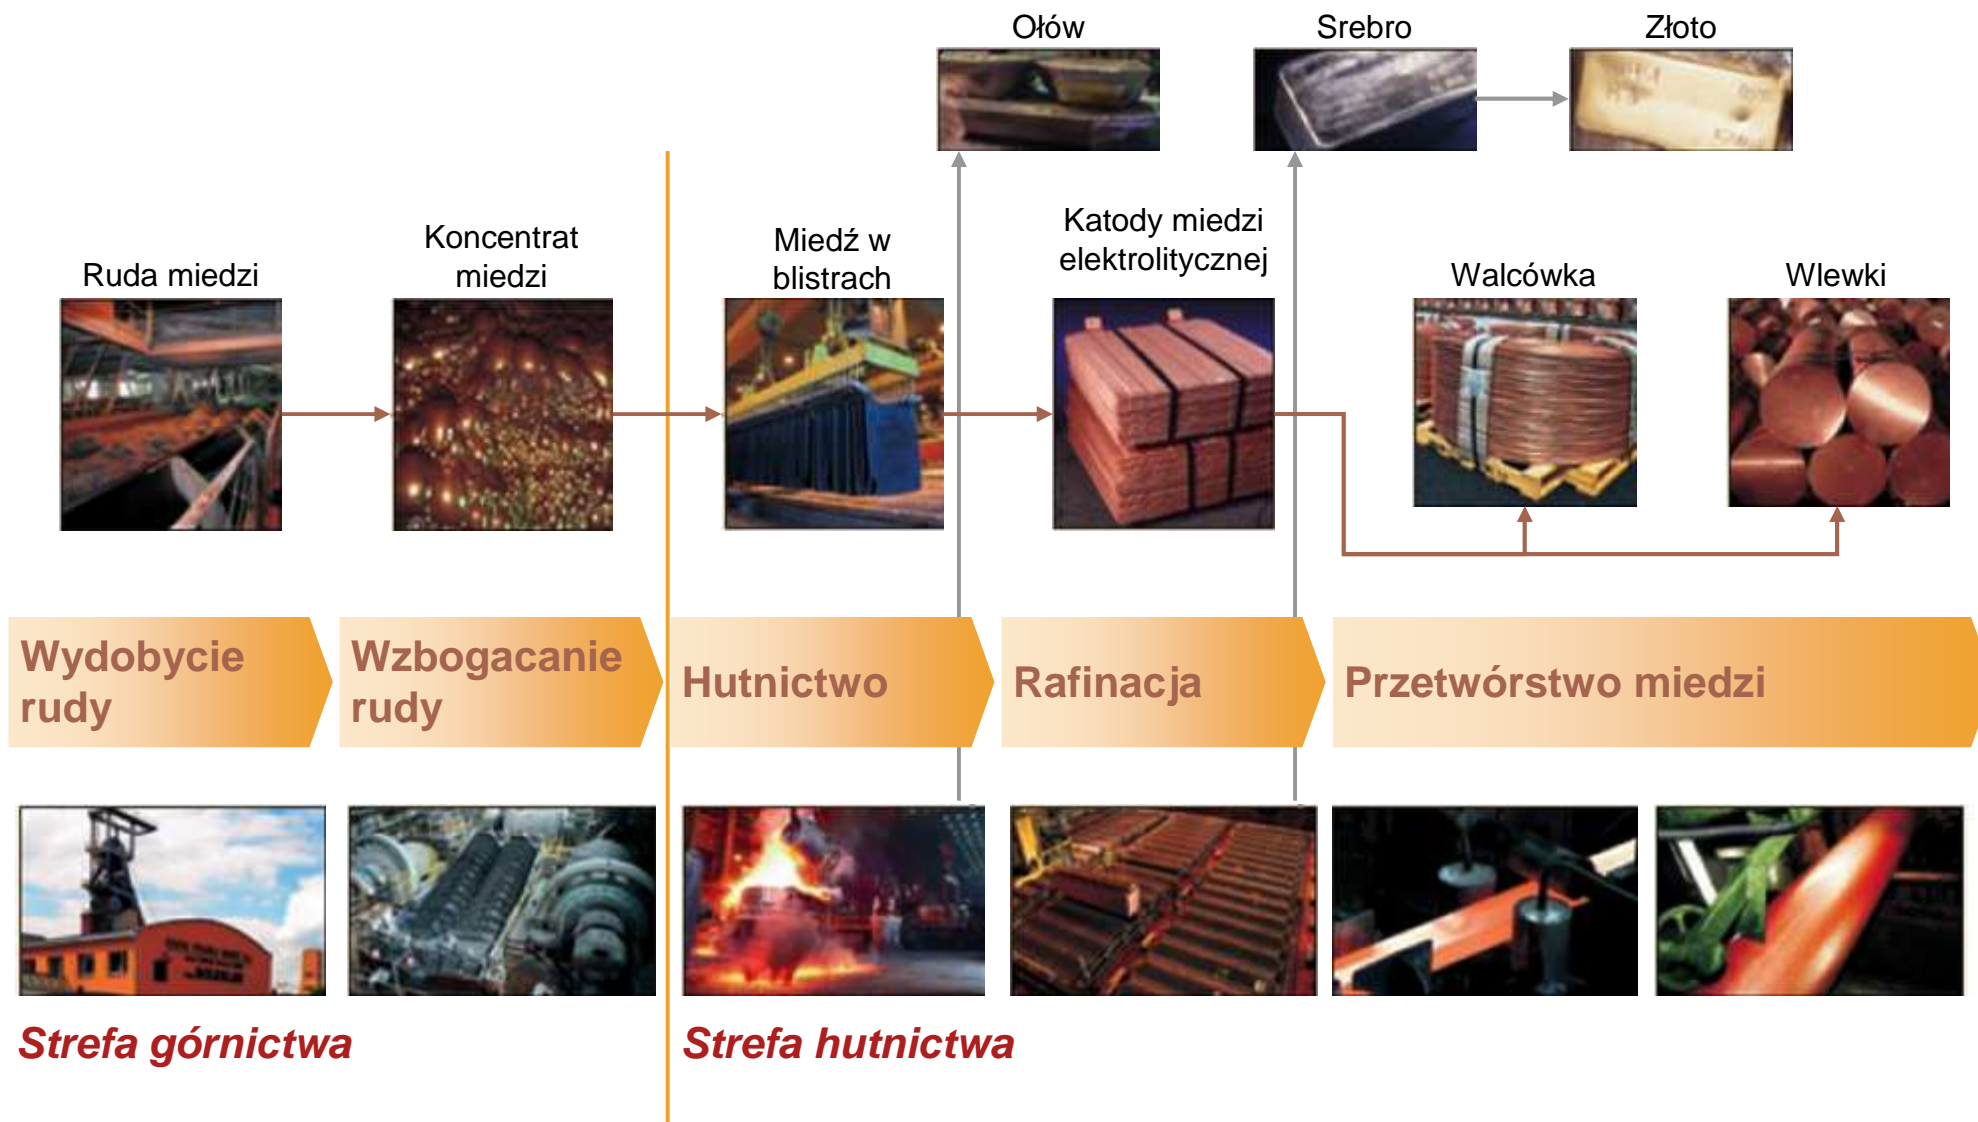 Ołów
Srebro
Złoto
Ruda miedzi
Koncentrat
miedzi
Miedź w
blistrach
Katody miedzi
elektrolitycznej
Walcówka
Wlewki
Wydobycie
rudy
Wzbogacanie
rudy
Hutnictwo
Rafinacja
Przetwórstwo miedzi
Strefa górnictwa
Strefa hutnictwa